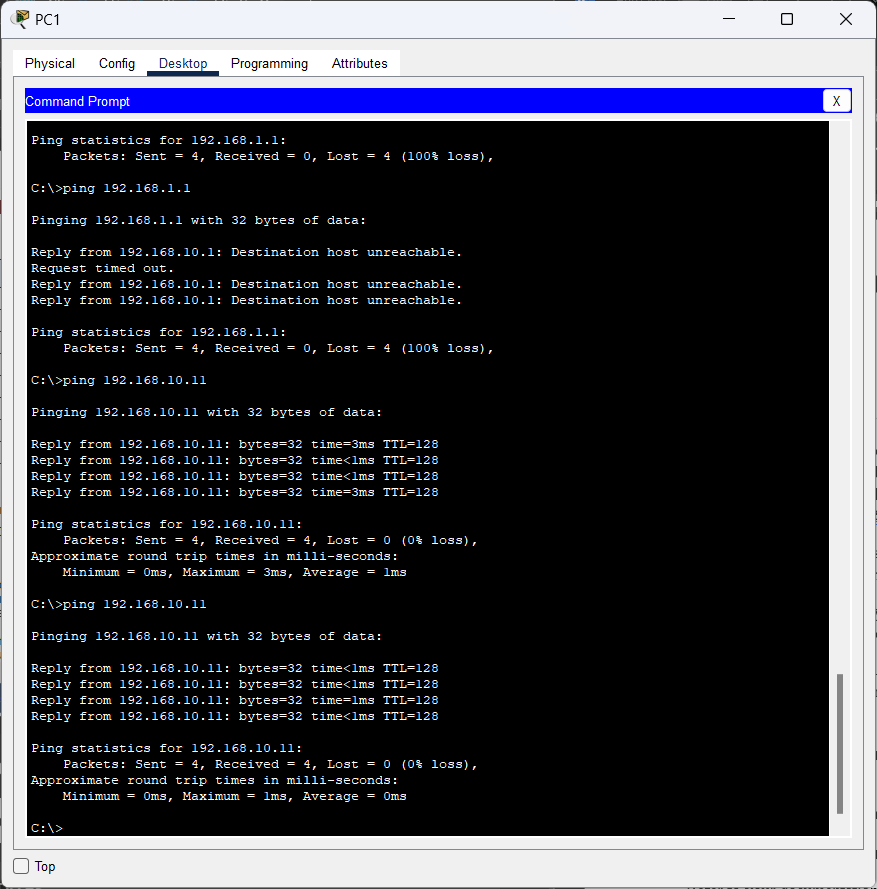 PC1
Physical Config Desktop Programming Attributes
Command Prompt X
Ping statistics for 192.168.1.1:
    Packets: Sent = 4, Received = 0, Lost = 4 (100% loss),
C:\>ping 192.168.1.1
Pinging 192.168.1.1 with 32 bytes of data:
Reply from 192.168.10.1: Destination host unreachable.
Request timed out.
Reply from 192.168.10.1: Destination host unreachable.
Reply from 192.168.10.1: Destination host unreachable.
Ping statistics for 192.168.1.1:
    Packets: Sent = 4, Received = 0, Lost = 4 (100% loss),
C:\>ping 192.168.10.11
Pinging 192.168.10.11 with 32 bytes of data:
Reply from 192.168.10.11: bytes=32 time=3ms TTL=128
Reply from 192.168.10.11: bytes=32 time<1ms TTL=128
Reply from 192.168.10.11: bytes=32 time<1ms TTL=128
Reply from 192.168.10.11: bytes=32 time=3ms TTL=128
Ping statistics for 192.168.10.11:
    Packets: Sent = 4, Received = 4, Lost = 0 (0% loss),
Approximate round trip times in milli-seconds:
    Minimum = 0ms, Maximum = 3ms, Average = 1ms
C:\>ping 192.168.10.11
Pinging 192.168.10.11 with 32 bytes of data:
Reply from 192.168.10.11: bytes=32 time<1ms TTL=128
Reply from 192.168.10.11: bytes=32 time<1ms TTL=128
Reply from 192.168.10.11: bytes=32 time=1ms TTL=128
Reply from 192.168.10.11: bytes=32 time<1ms TTL=128
Ping statistics for 192.168.10.11:
    Packets: Sent = 4, Received = 4, Lost = 0 (0% loss),
Approximate round trip times in milli-seconds:
    Minimum = 0ms, Maximum = 1ms, Average = 0ms
C:\>
Top